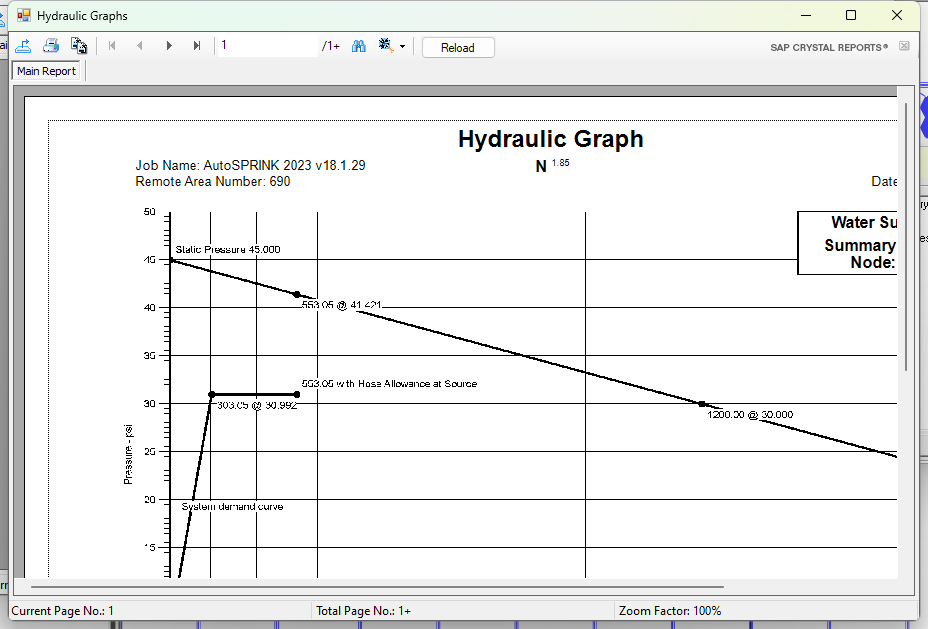 Hydraulic Graphs
1 /1+ Reload SAP CRYSTAL REPORTS®
Main Report
Hydraulic Graph
N 1.85
Job Name: AutoSPRINK 2023 v18.1.29
Remote Area Number: 690
Date
Water Su
Summary
Node:
50
Static Pressure 45.000
45
553.05 @ 41.421
40
35
553.05 with Hose Allowance at Source
303.05 @ 30.992
30
1200.00 @ 30.000
Pressure - psi
25
20
System demand curve
15
Current Page No.: 1 Total Page No.: 1+ Zoom Factor: 100%